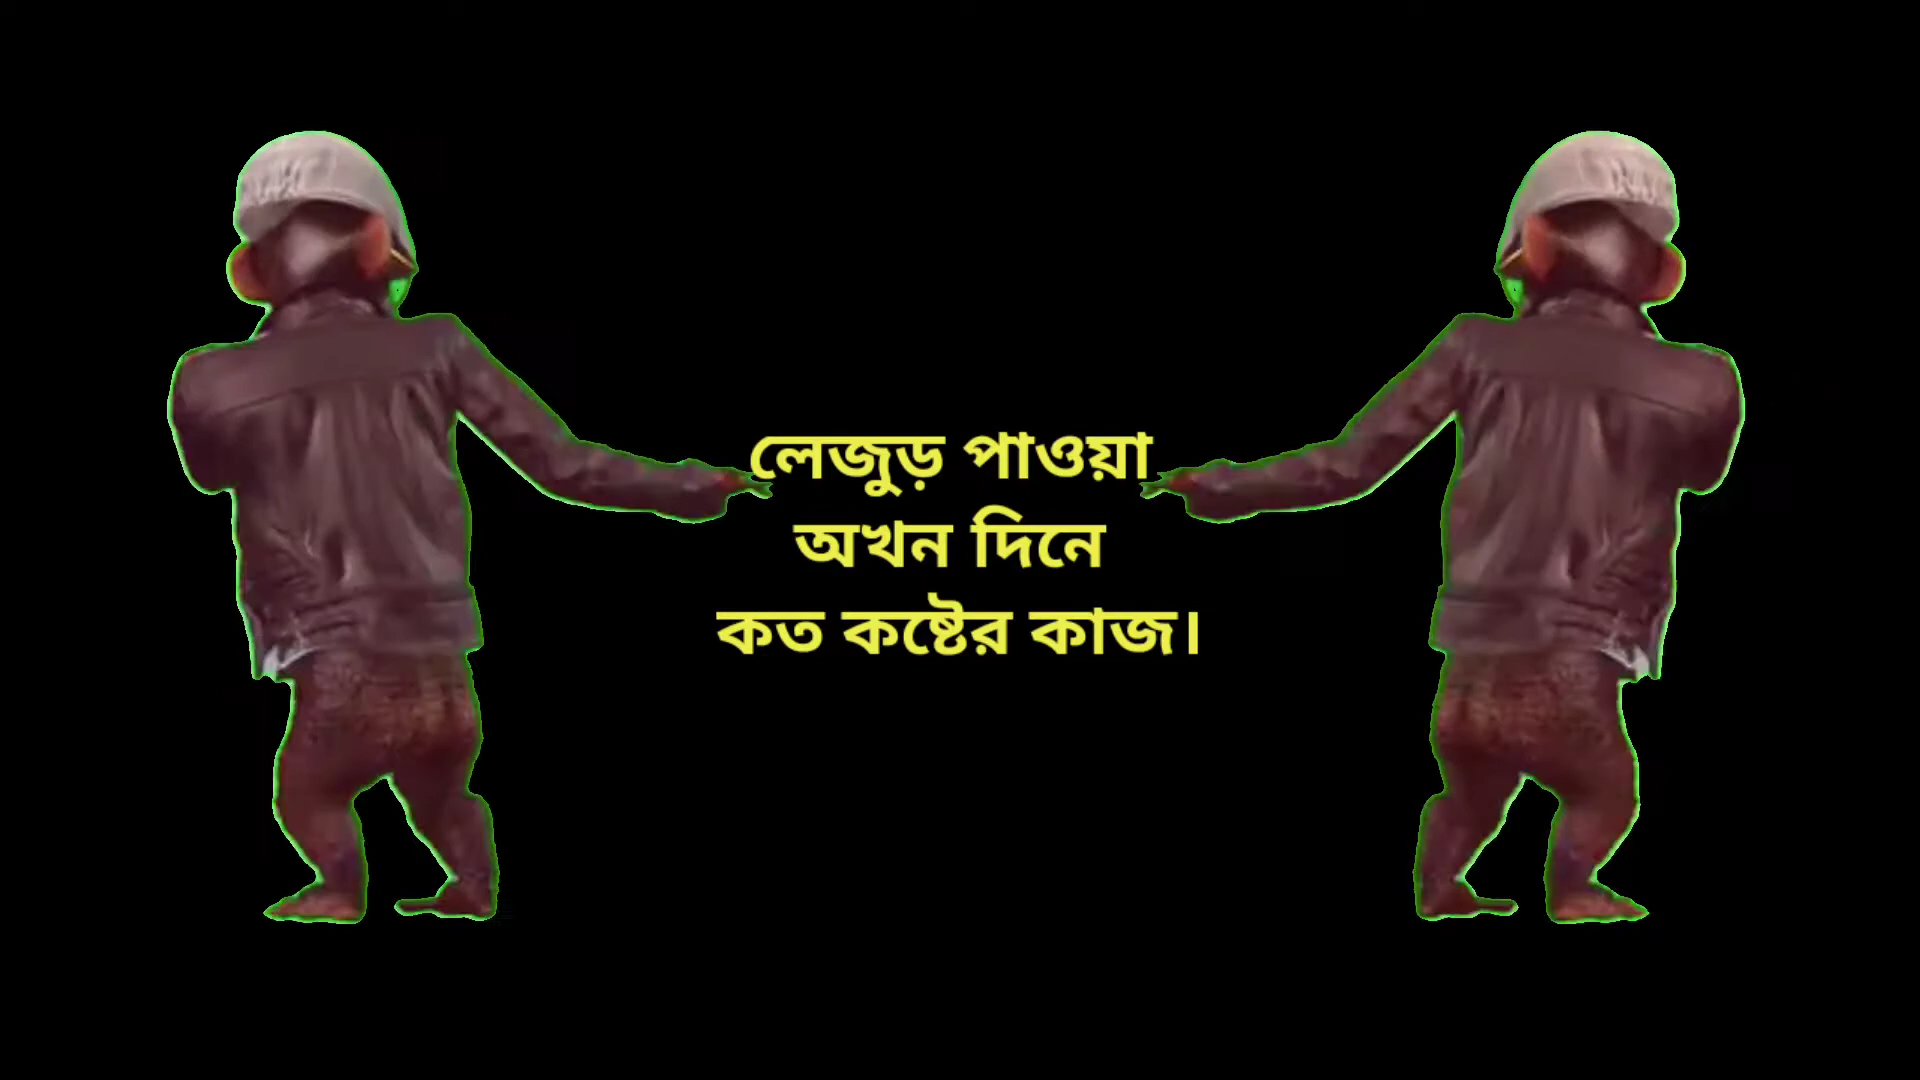 লেজুড় পাওয়া
অখন দিনে
কত কষ্টের কাজ।